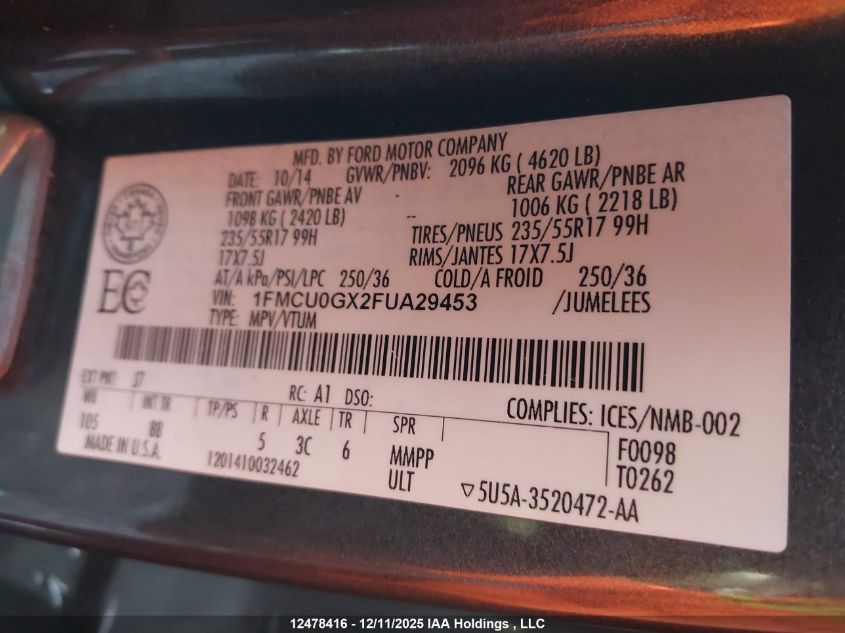 MFD. BY FORD MOTOR COMPANY
DATE: 10/14 GVWR/PNBV: 2096 KG ( 4620 LB)
FRONT GAWR/PNBE AV - REAR GAWR/PNBE AR
1098 KG ( 2420 LB) 1006 KG ( 2218 LB)
235/55R17 99H TIRES/PNEUS 235/55R17 99H
17X7.5J RIMS/JANTES 17X7.5J
AT/A kPa/PSI/LPC 250/36 COLD/A FROID 250/36
VIN: 1FMCU0GX2FUA29453 /JUMELEES
TYPE: MPV/VTUM
EC
EXT PNT: J7 RC: A1 DSO:
WB INT TR TP/PS R AXLE TR SPR COMPLIES: ICES/NMB-002
105 BB 5 3C 6 MMPP F0098
MADE IN U.S.A. 1201410032462 ULT T0262
▽5U5A-3520472-AA
12478416 - 12/11/2025 IAA Holdings , LLC